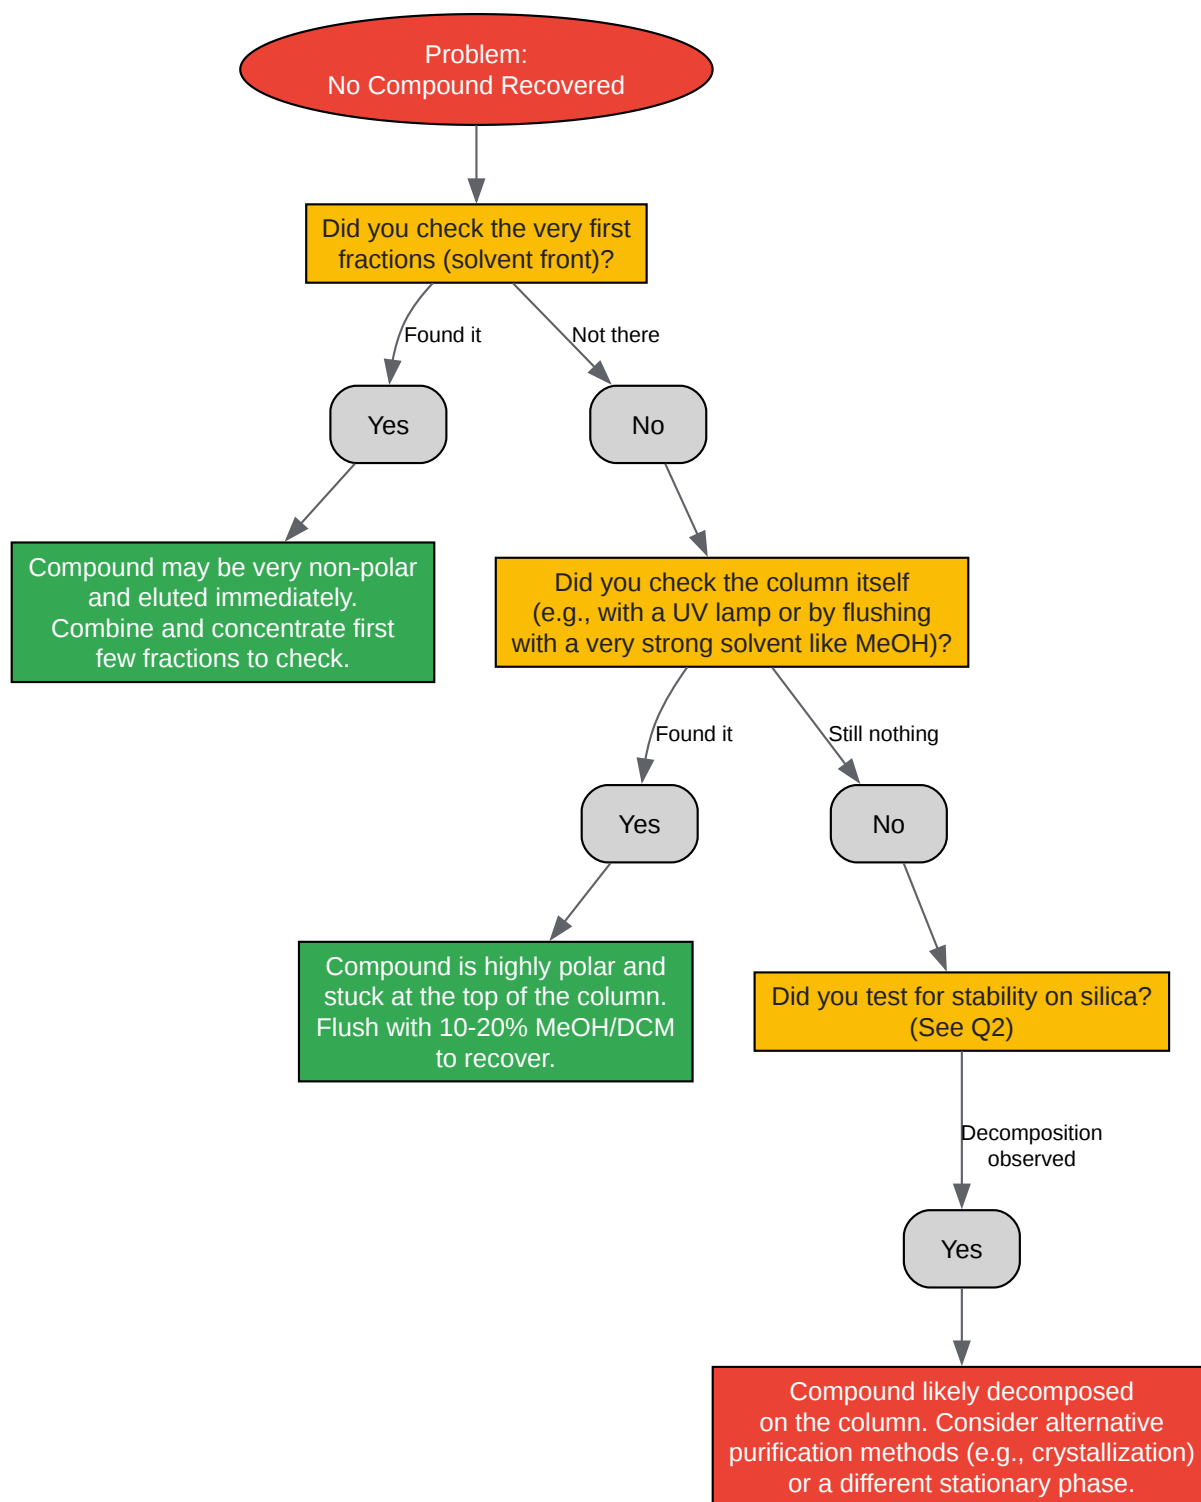 Problem:
No Compound Recovered
Did you check the very first
fractions (solvent front)?
Found it
Not there
Yes
No
Compound may be very non-polar
and eluted immediately.
Combine and concentrate first
few fractions to check.
Did you check the column itself
(e.g., with a UV lamp or by flushing
with a very strong solvent like MeOH)?
Found it
Still nothing
Yes
No
Compound is highly polar and
stuck at the top of the column.
Flush with 10-20% MeOH/DCM
to recover.
Did you test for stability on silica?
(See Q2)
Decomposition
observed
Yes
Compound likely decomposed
on the column. Consider alternative
purification methods (e.g., crystallization)
or a different stationary phase.